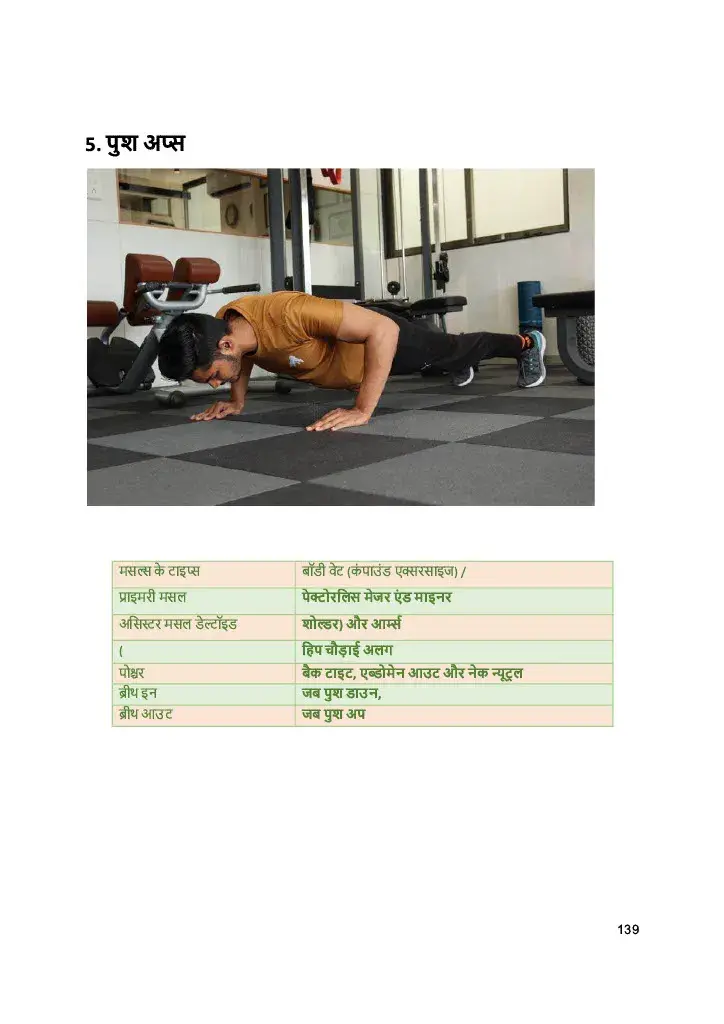 5. पुश अप्स
मसल्स के टाइप्स बॉडी वेट (कंपाउंड एक्सरसाइज) /
प्राइमरी मसल पेक्टोरलिस मेजर एंड माइनर
असिस्टर मसल डेल्टॉइड शोल्डर) और आर्म्स
( हिप चौड़ाई अलग
पोश्चर बैक टाइट, एब्डोमेन आउट और नेक न्यूट्रल
ब्रीथ इन जब पुश डाउन,
ब्रीथ आउट जब पुश अप
139